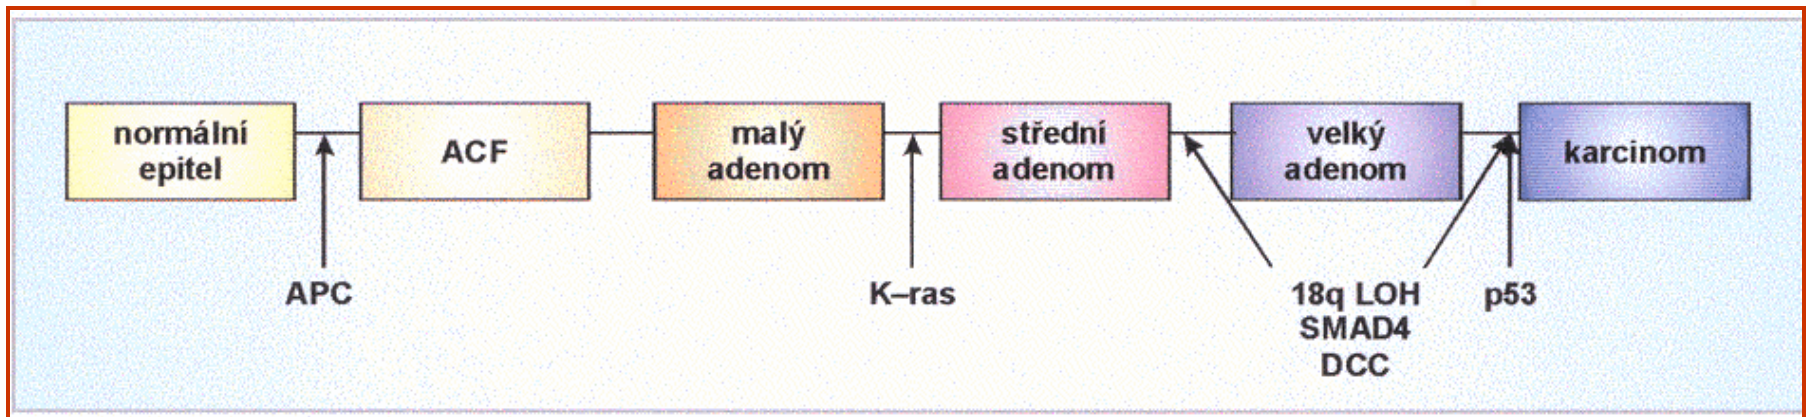 normální
epitel
ACF
malý
adenom
střední
adenom
velký
adenom
karcinom
APC
K–ras
18q LOH
SMAD4
DCC
p53